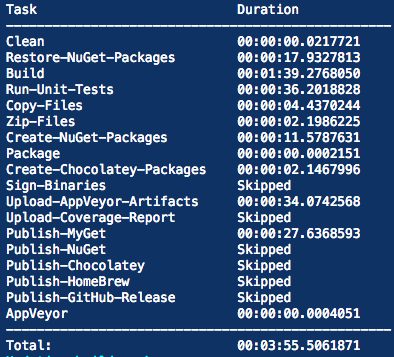 Task Duration
--------------------------------------------------
Clean 00:00:00.0217721
Restore-NuGet-Packages 00:00:17.9327813
Build 00:01:39.2768050
Run-Unit-Tests 00:00:36.2018828
Copy-Files 00:00:04.4370244
Zip-Files 00:00:02.1986225
Create-NuGet-Packages 00:00:11.5787631
Package 00:00:00.0002151
Create-Chocolatey-Packages 00:00:02.1467996
Sign-Binaries Skipped
Upload-AppVeyor-Artifacts 00:00:34.0742568
Upload-Coverage-Report Skipped
Publish-MyGet 00:00:27.6368593
Publish-NuGet Skipped
Publish-Chocolatey Skipped
Publish-HomeBrew Skipped
Publish-GitHub-Release Skipped
AppVeyor 00:00:00.0004051
--------------------------------------------------
Total: 00:03:55.5061871